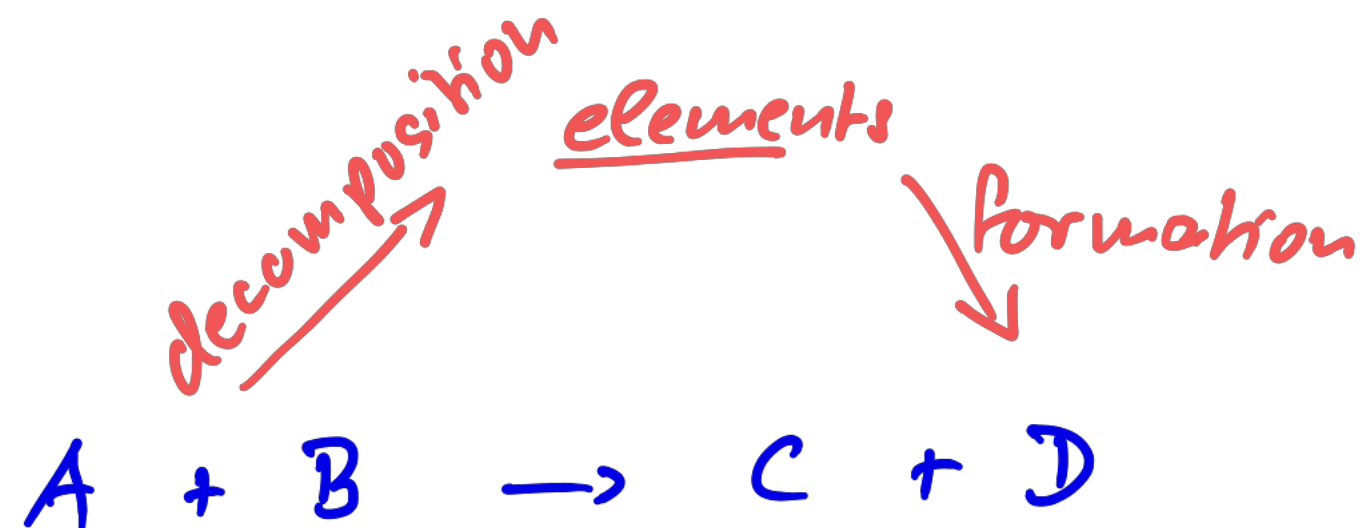 decomposition
elements
formation
A + B → C + D